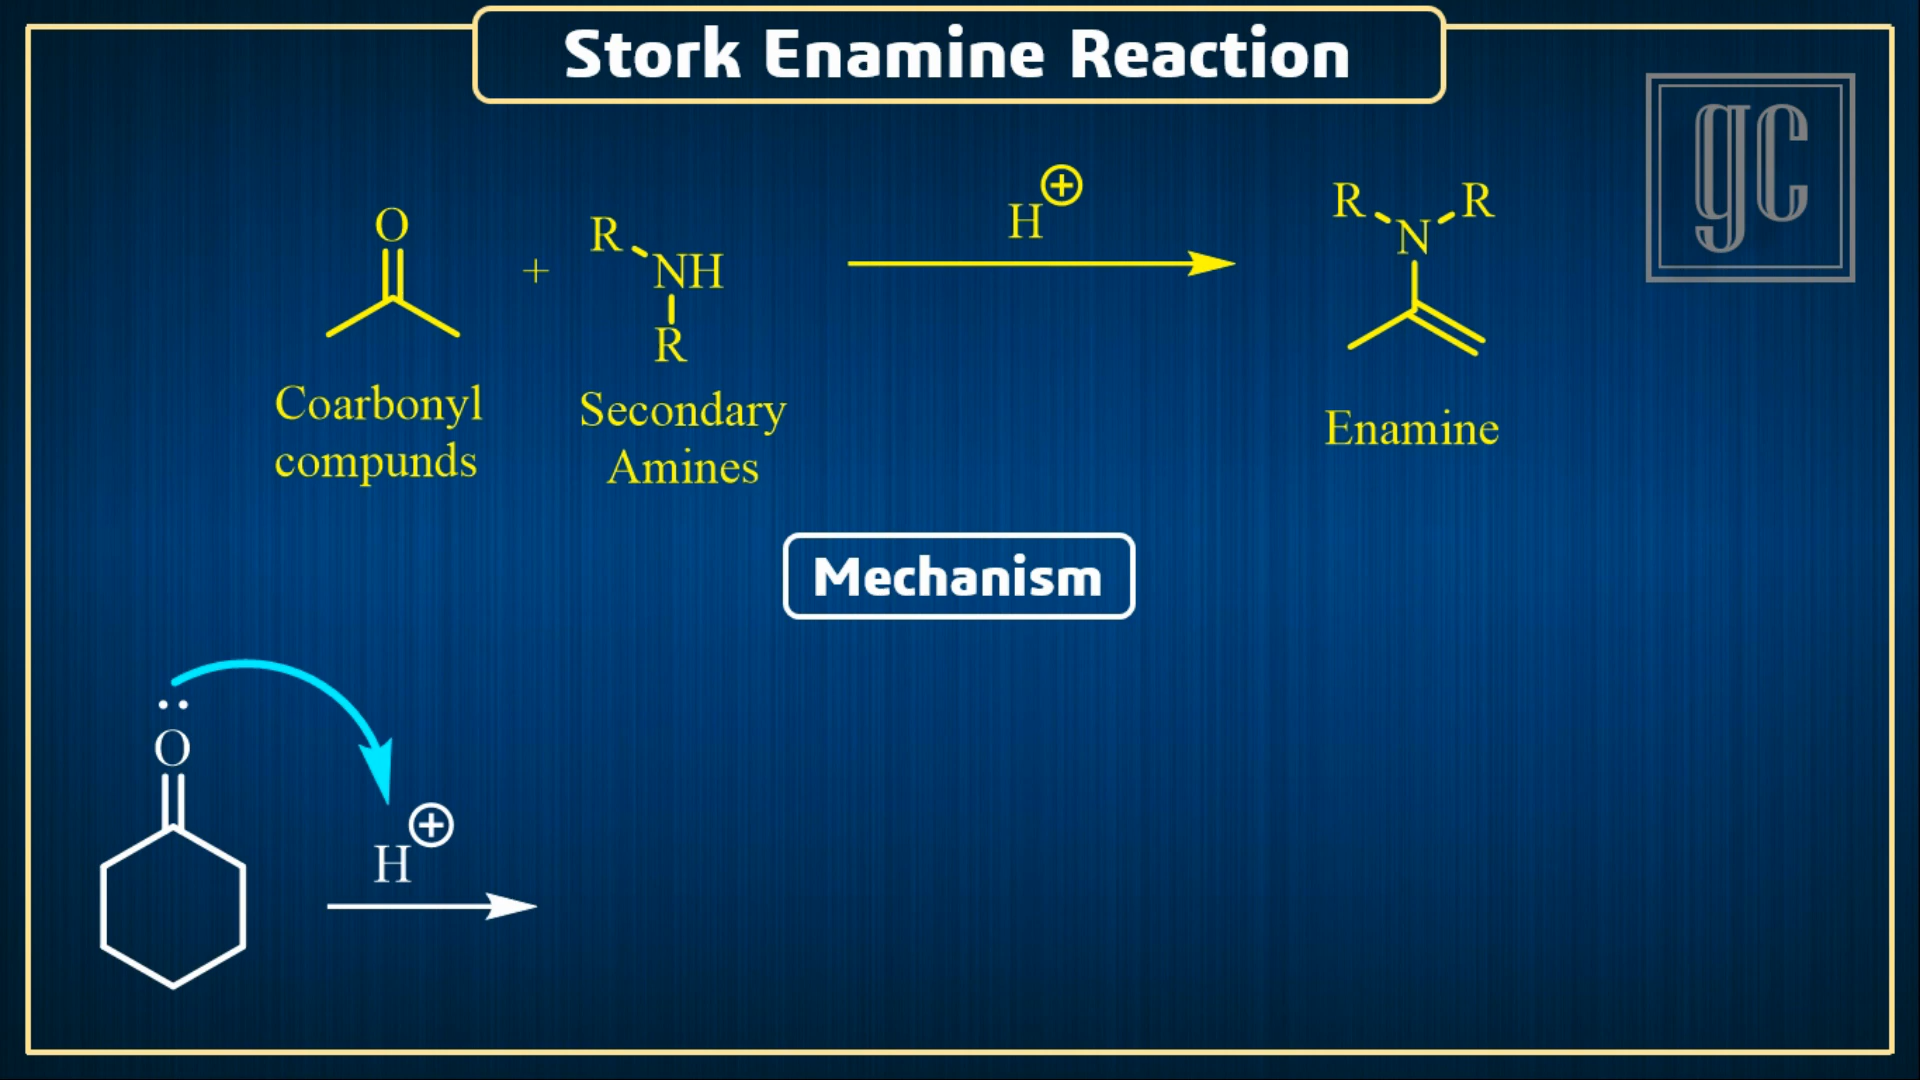 Stork Enamine Reaction
gc
H⊕
O
+
R
NH
R
R R
N
Coarbonyl
compunds
Secondary
Amines
Enamine
Mechanism
··
O
H⊕